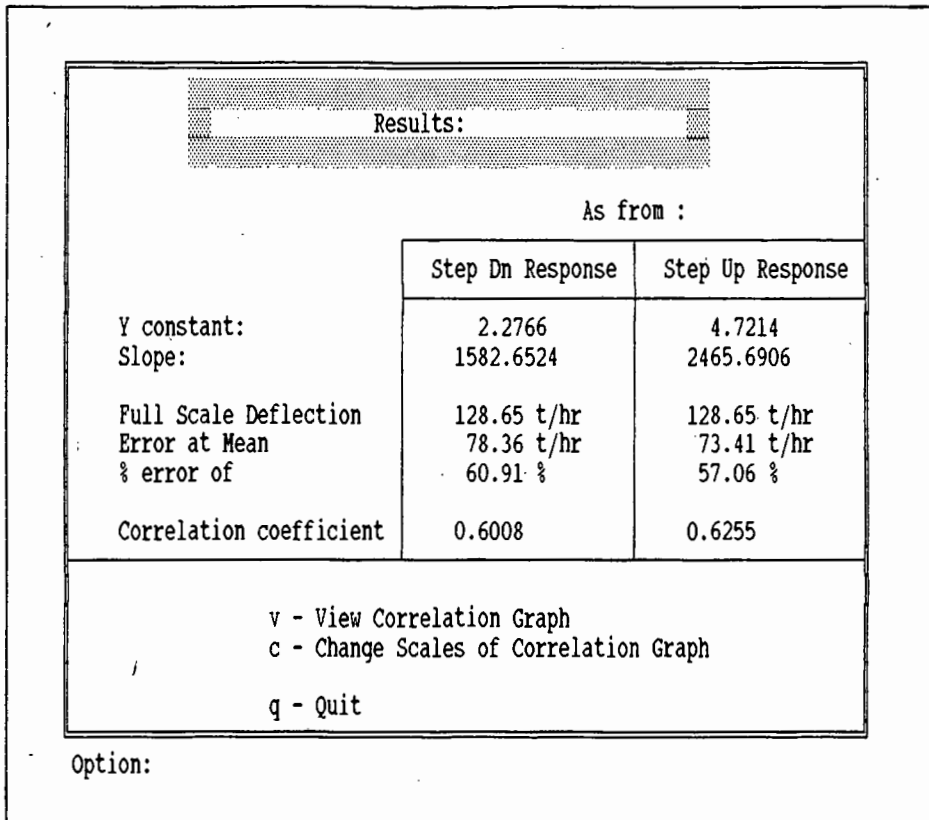 Results:
As from :
Step Dn Response Step Up Response
Y constant: 2.2766 4.7214
Slope: 1582.6524 2465.6906
Full Scale Deflection 128.65 t/hr 128.65 t/hr
Error at Mean 78.36 t/hr 73.41 t/hr
% error of 60.91 % 57.06 %
Correlation coefficient 0.6008 0.6255
v - View Correlation Graph
c - Change Scales of Correlation Graph
q - Quit
Option: